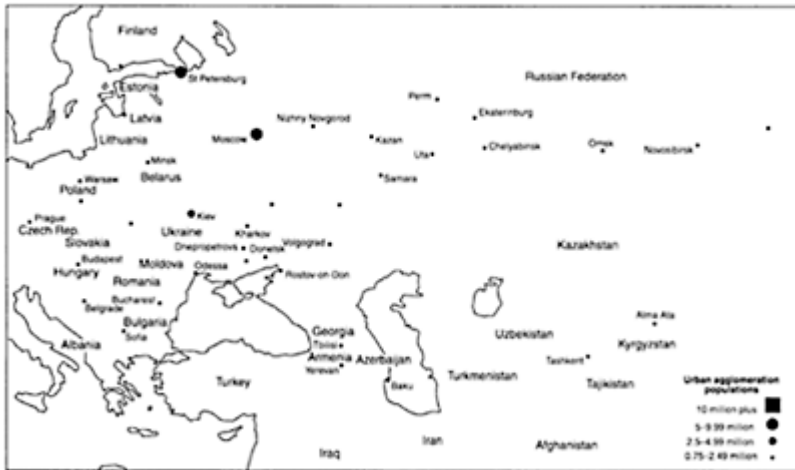 Finland
St Petersburg
Estonia
Latvia
Lithuania
Russian Federation
Perm
Ekaterinburg
Nizhny Novgorod
Moscow
Kazan
Ufa
Chelyabinsk
Omsk
Novosibirsk
Minsk
Belarus
Samara
Warsaw
Poland
Prague
Czech Rep.
Kiev
Ukraine
Kharkov
Slovakia
Dnepropetrovs
Donetsk
Volgograd
Kazakhstan
Budapest
Hungary
Moldova
Odessa
Rostov-on-Don
Romania
Belgrade
Bucharest
Bulgaria
Sofia
Albania
Georgia
Tbilisi
Armenia
Yerevan
Azerbaijan
Baku
Alma Ata
Uzbekistan
Kyrgyzstan
Tashkent
Turkmenistan
Tajikistan
Turkey
Iraq
Iran
Afghanistan
Urban agglomeration
populations
10 million plus
5–9.99 million
2.5–4.99 million
0.75–2.49 million